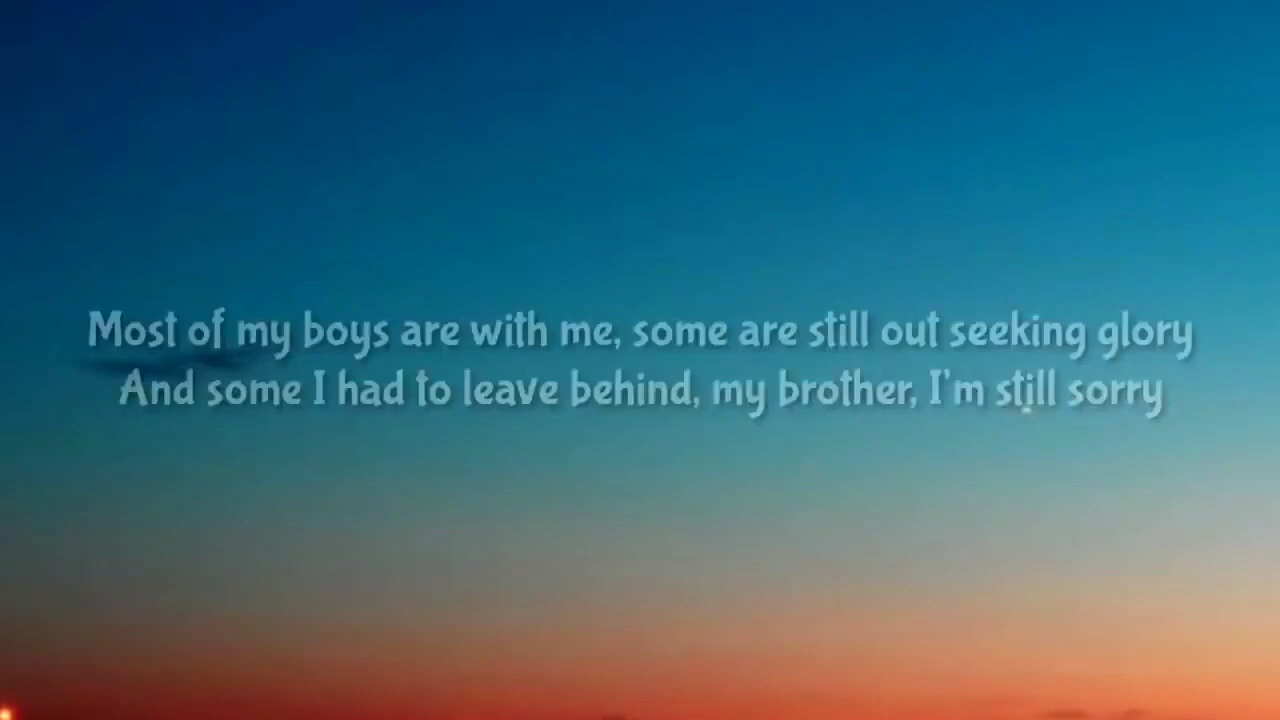 Most of my boys are with me, some are still out seeking glory
And some I had to leave behind, my brother, I'm still sorry